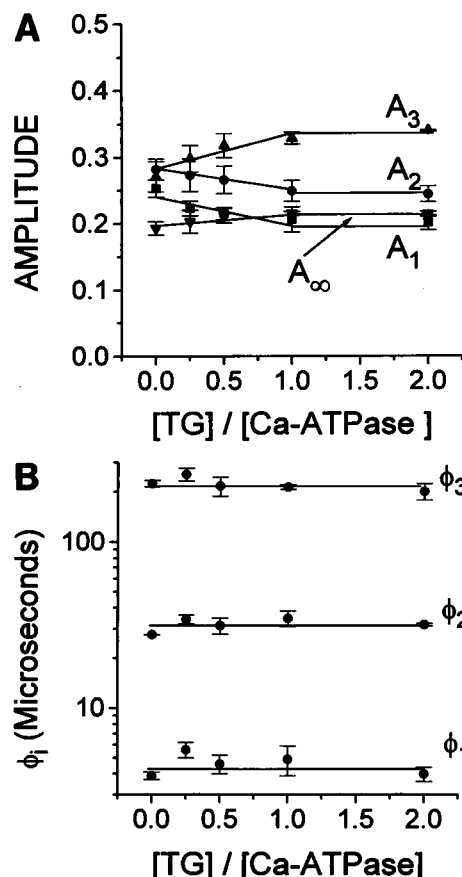 A
0.5
0.4
0.3
0.2
0.1
0.0
AMPLITUDE
A3
A2
A1
A∞
0.0 0.5 1.0 1.5 2.0
[TG] / [Ca-ATPase ]
B
100
10
ϕi (Microseconds)
ϕ3
ϕ2
ϕ
0.0 0.5 1.0 1.5 2.0
[TG] / [Ca-ATPase]